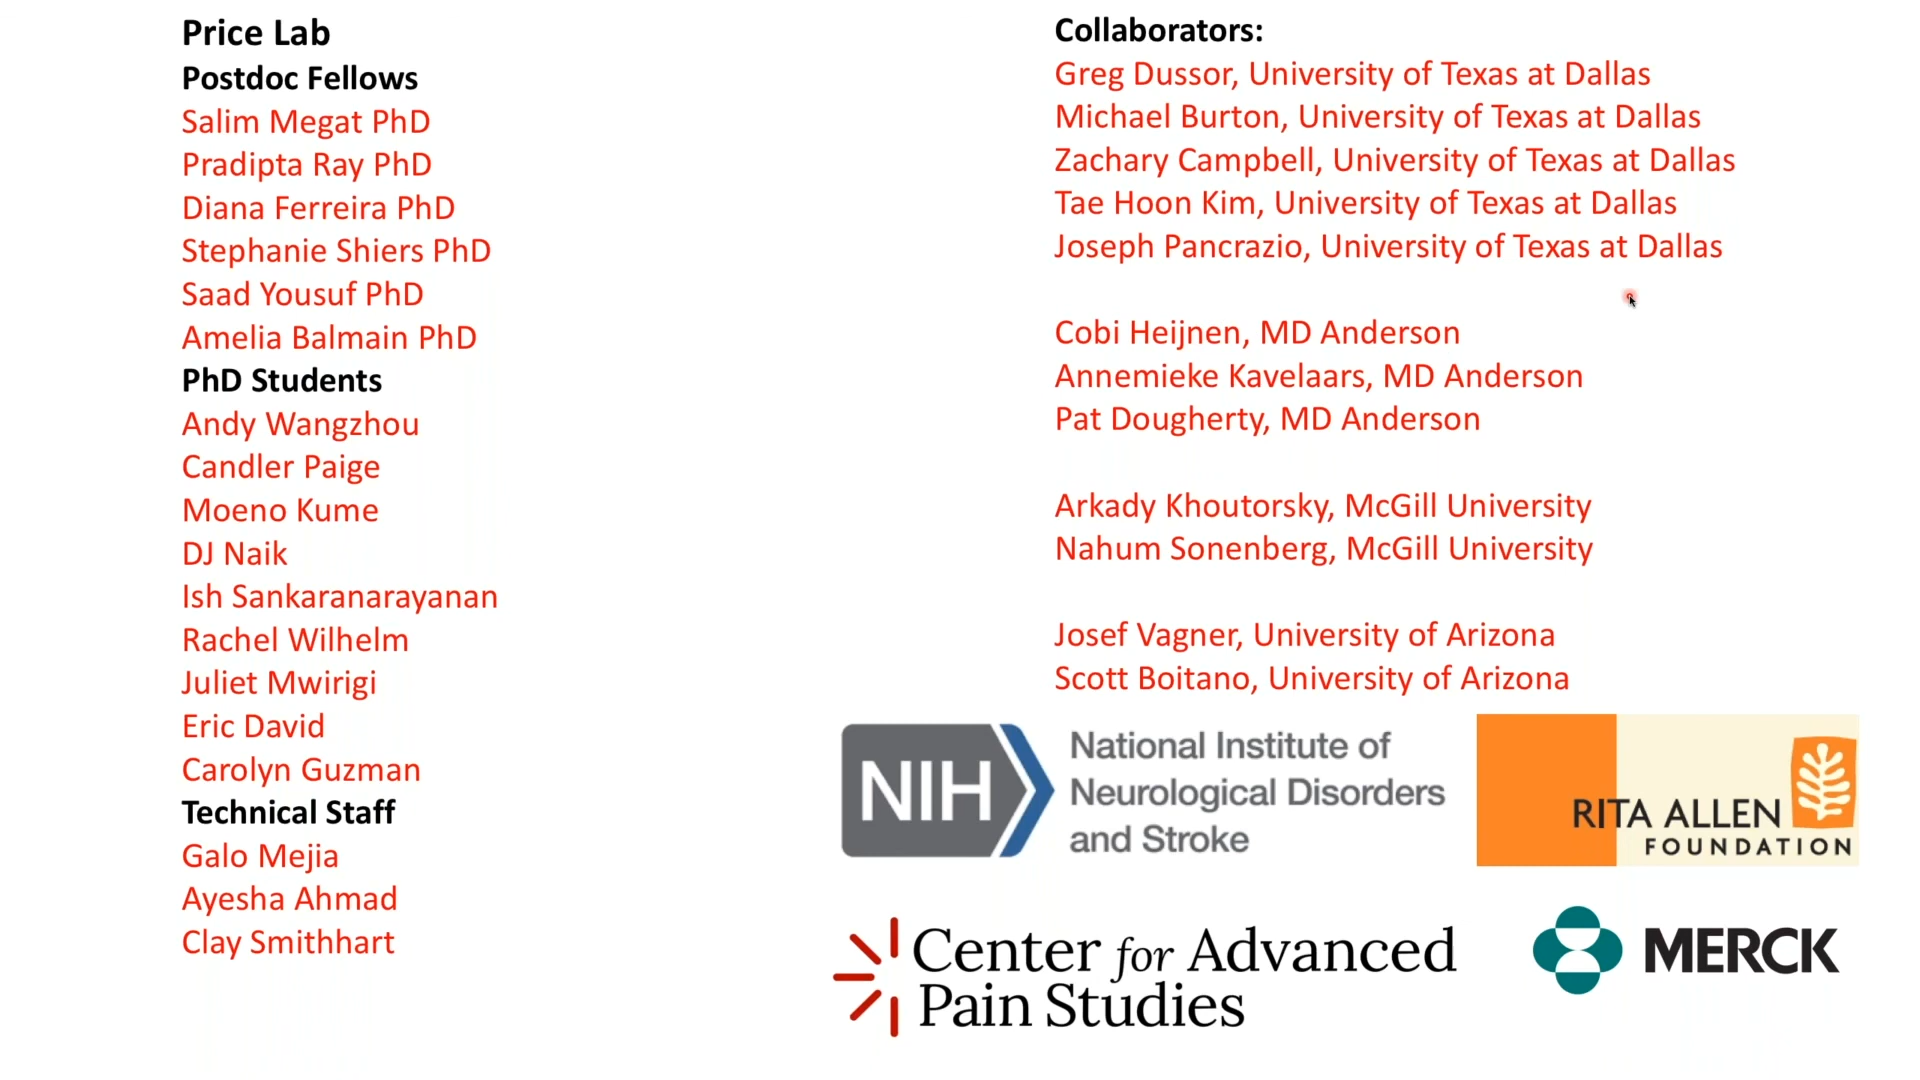 Price Lab
Postdoc Fellows
Salim Megat PhD
Pradipta Ray PhD
Diana Ferreira PhD
Stephanie Shiers PhD
Saad Yousuf PhD
Amelia Balmain PhD
PhD Students
Andy Wangzhou
Candler Paige
Moeno Kume
DJ Naik
Ish Sankaranarayanan
Rachel Wilhelm
Juliet Mwirigi
Eric David
Carolyn Guzman
Technical Staff
Galo Mejia
Ayesha Ahmad
Clay Smithhart
Collaborators:
Greg Dussor, University of Texas at Dallas
Michael Burton, University of Texas at Dallas
Zachary Campbell, University of Texas at Dallas
Tae Hoon Kim, University of Texas at Dallas
Joseph Pancrazio, University of Texas at Dallas
Cobi Heijnen, MD Anderson
Annemieke Kavelaars, MD Anderson
Pat Dougherty, MD Anderson
Arkady Khoutorsky, McGill University
Nahum Sonenberg, McGill University
Josef Vagner, University of Arizona
Scott Boitano, University of Arizona
NIH
National Institute of
Neurological Disorders
and Stroke
RITA ALLEN
FOUNDATION
Center for Advanced
Pain Studies
MERCK